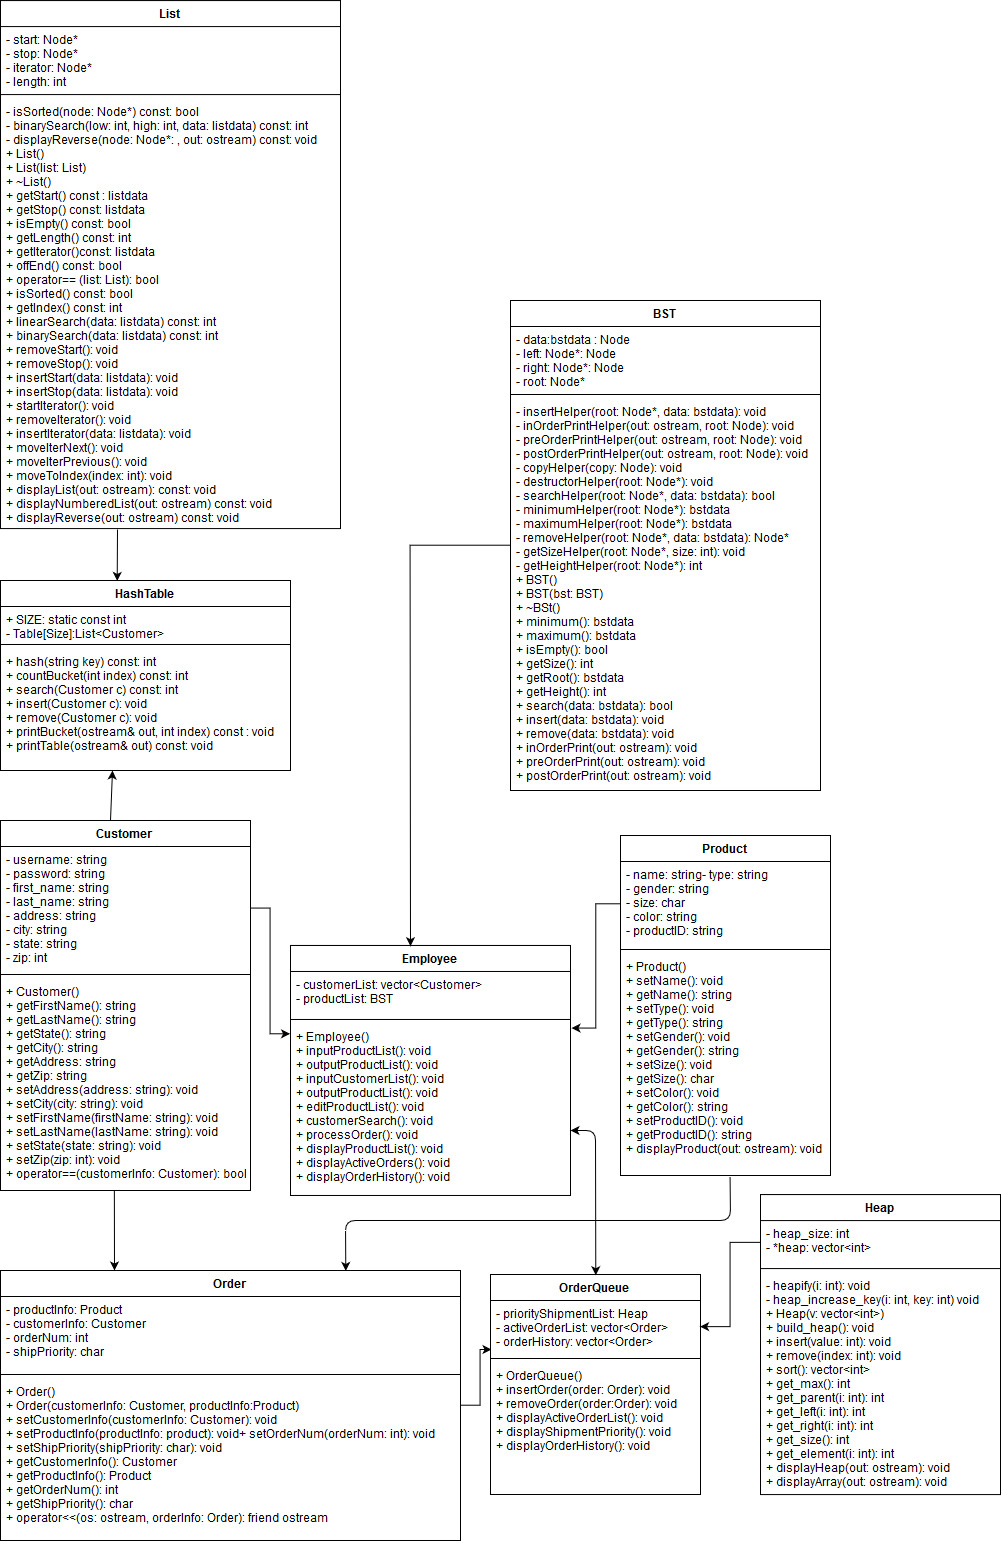 List
- start: Node*
- stop: Node*
- iterator: Node*
- length: int
- isSorted(node: Node*) const: bool
- binarySearch(low: int, high: int, data: listdata) const: int
- displayReverse(node: Node*: , out: ostream) const: void
+ List()
+ List(list: List)
+ ~List()
+ getStart() const : listdata
+ getStop() const: listdata
+ isEmpty() const: bool
+ getLength() const: int
+ getIterator()const: listdata
+ offEnd() const: bool
+ operator== (list: List): bool
+ isSorted() const: bool
+ getIndex() const: int
+ linearSearch(data: listdata) const: int
+ binarySearch(data: listdata) const: int
+ removeStart(): void
+ removeStop(): void
+ insertStart(data: listdata): void
+ insertStop(data: listdata): void
+ startIterator(): void
+ removeIterator(): void
+ insertIterator(data: listdata): void
+ moveIterNext(): void
+ moveIterPrevious(): void
+ moveToIndex(index: int): void
+ displayList(out: ostream): const: void
+ displayNumberedList(out: ostream) const: void
+ displayReverse(out: ostream) const: void
BST
- data:bstdata : Node
- left: Node*: Node
- right: Node*: Node
- root: Node*
- insertHelper(root: Node*, data: bstdata): void
- inOrderPrintHelper(out: ostream, root: Node): void
- preOrderPrintHelper(out: ostream, root: Node): void
- postOrderPrintHelper(out: ostream, root: Node): void
- copyHelper(copy: Node): void
- destructorHelper(root: Node*): void
- searchHelper(root: Node*, data: bstdata): bool
- minimumHelper(root: Node*): bstdata
- maximumHelper(root: Node*): bstdata
- removeHelper(root: Node*, data: bstdata): Node*
- getSizeHelper(root: Node*, size: int): void
- getHeightHelper(root: Node*): int
+ BST()
+ BST(bst: BST)
+ ~BSt()
+ minimum(): bstdata
+ maximum(): bstdata
+ isEmpty(): bool
+ getSize(): int
+ getRoot(): bstdata
+ getHeight(): int
+ search(data: bstdata): bool
+ insert(data: bstdata): void
+ remove(data: bstdata): void
+ inOrderPrint(out: ostream): void
+ preOrderPrint(out: ostream): void
+ postOrderPrint(out: ostream): void
HashTable
+ SIZE: static const int
- Table[Size]:List<Customer>
+ hash(string key) const: int
+ countBucket(int index) const: int
+ search(Customer c) const: int
+ insert(Customer c): void
+ remove(Customer c): void
+ printBucket(ostream& out, int index) const : void
+ printTable(ostream& out) const: void
Customer
- username: string
- password: string
- first_name: string
- last_name: string
- address: string
- city: string
- state: string
- zip: int
+ Customer()
+ getFirstName(): string
+ getLastName(): string
+ getState(): string
+ getCity(): string
+ getAddress: string
+ getZip: string
+ setAddress(address: string): void
+ setCity(city: string): void
+ setFirstName(firstName: string): void
+ setLastName(lastName: string): void
+ setState(state: string): void
+ setZip(zip: int): void
+ operator==(customerInfo: Customer): bool
Employee
- customerList: vector<Customer>
- productList: BST
+ Employee()
+ inputProductList(): void
+ outputProductList(): void
+ inputCustomerList(): void
+ outputProductList(): void
+ editProductList(): void
+ customerSearch(): void
+ processOrder(): void
+ displayProductList(): void
+ displayActiveOrders(): void
+ displayOrderHistory(): void
Product
- name: string- type: string
- gender: string
- size: char
- color: string
- productID: string
+ Product()
+ setName(): void
+ getName(): string
+ setType(): void
+ getType(): string
+ setGender(): void
+ getGender(): string
+ setSize(): void
+ getSize(): char
+ setColor(): void
+ getColor(): string
+ setProductID(): void
+ getProductID(): string
+ displayProduct(out: ostream): void
Order
- productInfo: Product
- customerInfo: Customer
- orderNum: int
- shipPriority: char
+ Order()
+ Order(customerInfo: Customer, productInfo:Product)
+ setCustomerInfo(customerInfo: Customer): void
+ setProductInfo(productInfo: product): void+ setOrderNum(orderNum: int): void
+ setShipPriority(shipPriority: char): void
+ getCustomerInfo(): Customer
+ getProductInfo(): Product
+ getOrderNum(): int
+ getShipPriority(): char
+ operator<<(os: ostream, orderInfo: Order): friend ostream
OrderQueue
- priorityShipmentList: Heap
- activeOrderList: vector<Order>
- orderHistory: vector<Order>
+ OrderQueue()
+ insertOrder(order: Order): void
+ removeOrder(order:Order): void
+ displayActiveOrderList(): void
+ displayShipmentPriority(): void
+ displayOrderHistory(): void
Heap
- heap_size: int
- *heap: vector<int>
- heapify(i: int): void
- heap_increase_key(i: int, key: int) void
+ Heap(v: vector<int>)
+ build_heap(): void
+ insert(value: int): void
+ remove(index: int): void
+ sort(): vector<int>
+ get_max(): int
+ get_parent(i: int): int
+ get_left(i: int): int
+ get_right(i: int): int
+ get_size(): int
+ get_element(i: int): int
+ displayHeap(out: ostream): void
+ displayArray(out: ostream): void